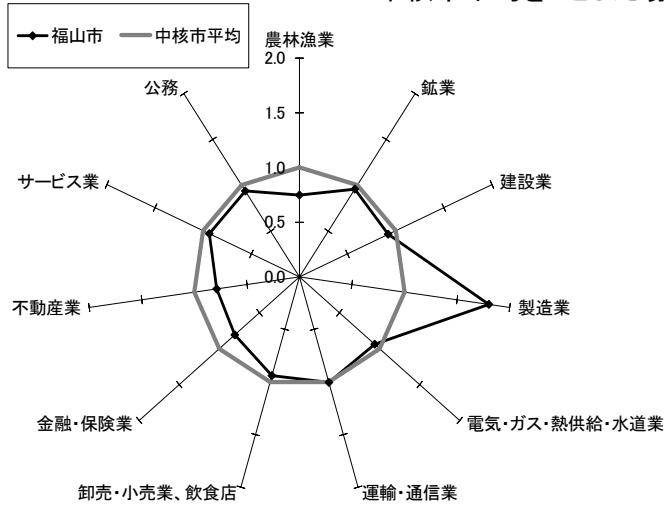 福山市 中核市平均
農林漁業
鉱業
建設業
製造業
電気・ガス・熱供給・水道業
運輸・通信業
卸売・小売業、飲食店
金融・保険業
不動産業
サービス業
公務
2.0
1.5
1.0
0.5
0.0